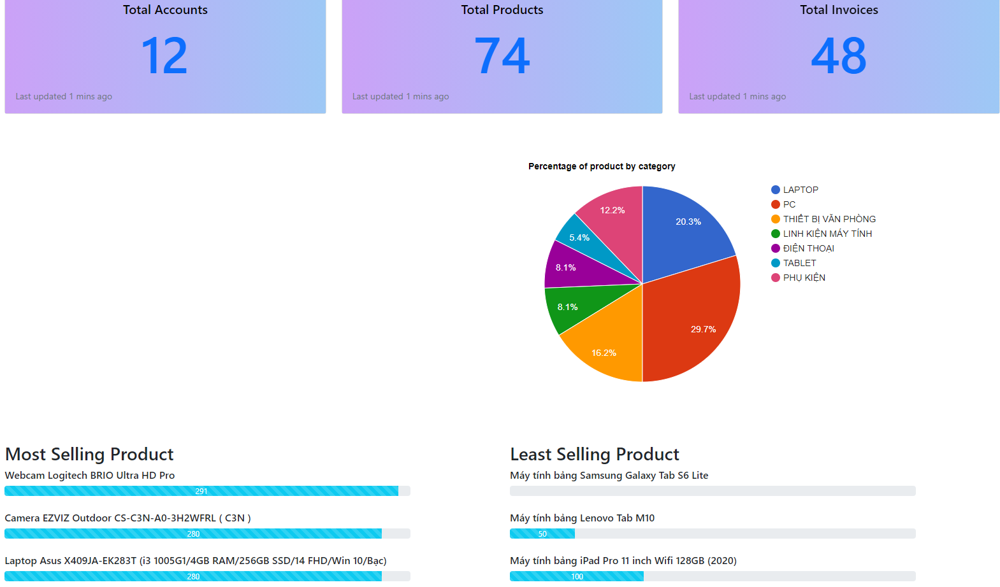 Total Accounts
12
Last updated 1 mins ago
Total Products
74
Last updated 1 mins ago
Total Invoices
48
Last updated 1 mins ago
Percentage of product by category
20.3%
29.7%
16.2%
8.1%
8.1%
5.4%
12.2%
LAPTOP
PC
THIẾT BỊ VĂN PHÒNG
LINH KIỆN MÁY TÍNH
ĐIỆN THOẠI
TABLET
PHỤ KIỆN
Most Selling Product
Webcam Logitech BRIO Ultra HD Pro
291
Camera EZVIZ Outdoor CS-C3N-A0-3H2WFRL ( C3N )
280
Laptop Asus X409JA-EK283T (i3 1005G1/4GB RAM/256GB SSD/14 FHD/Win 10/Bạc)
280
Least Selling Product
Máy tính bảng Samsung Galaxy Tab S6 Lite
Máy tính bảng Lenovo Tab M10
50
Máy tính bảng iPad Pro 11 inch Wifi 128GB (2020)
100